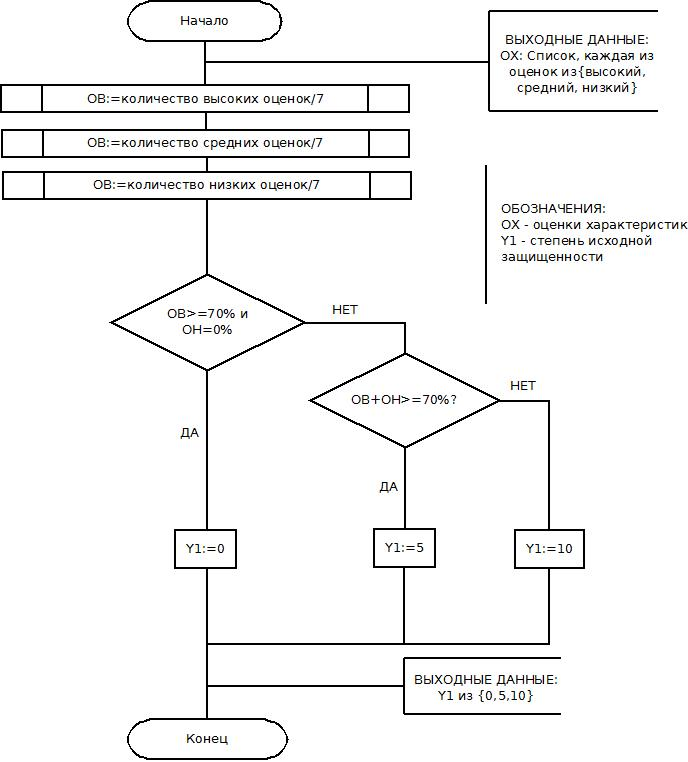 Начало
ВЫХОДНЫЕ ДАННЫЕ:
ОХ: Список, каждая из
оценок из{высокий,
средний, низкий}
ОВ:=количество высоких оценок/7
ОВ:=количество средних оценок/7
ОВ:=количество низких оценок/7
ОБОЗНАЧЕНИЯ:
ОХ - оценки характеристик
Y1 - степень исходной
защищенности
ОВ>=70% и
ОН=0%
НЕТ
ОВ+ОН>=70%?
НЕТ
ДА
ДА
Y1:=0
Y1:=5
Y1:=10
ВЫХОДНЫЕ ДАННЫЕ:
Y1 из {0,5,10}
Конец